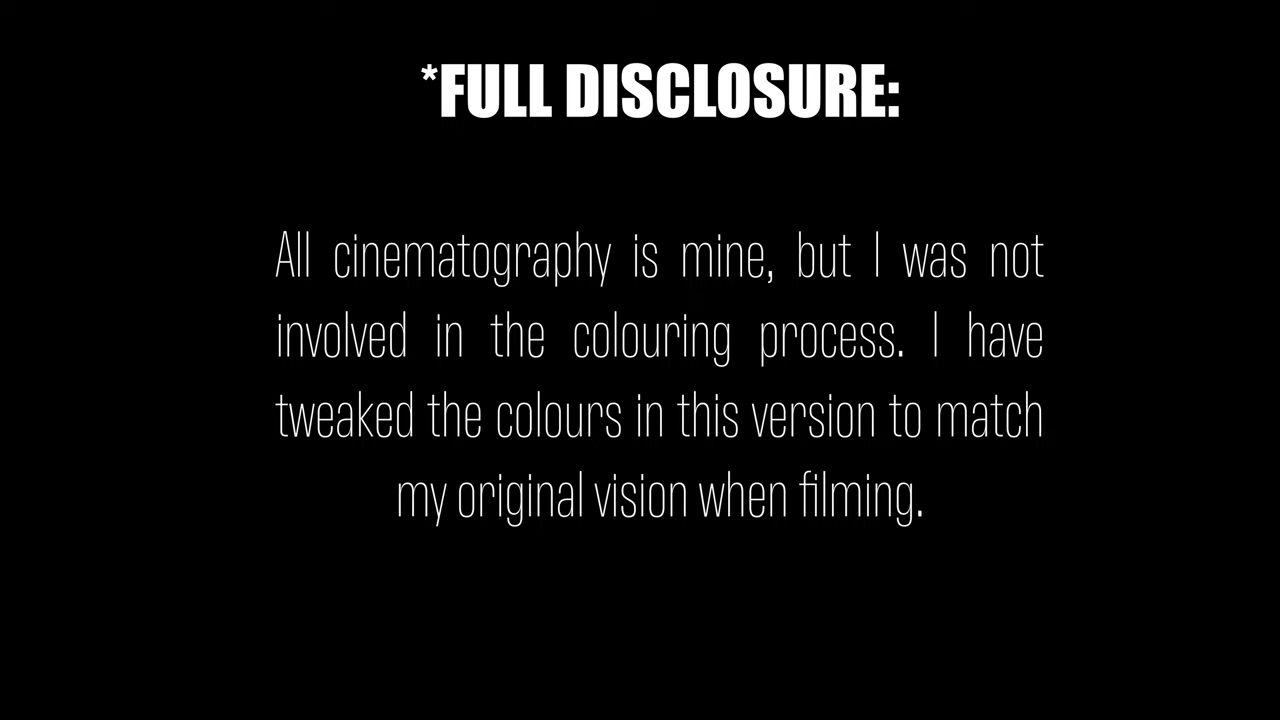 *FULL DISCLOSURE:
All cinematography is mine, but I was not
involved in the colouring process. I have
tweaked the colours in this version to match
my original vision when filming.